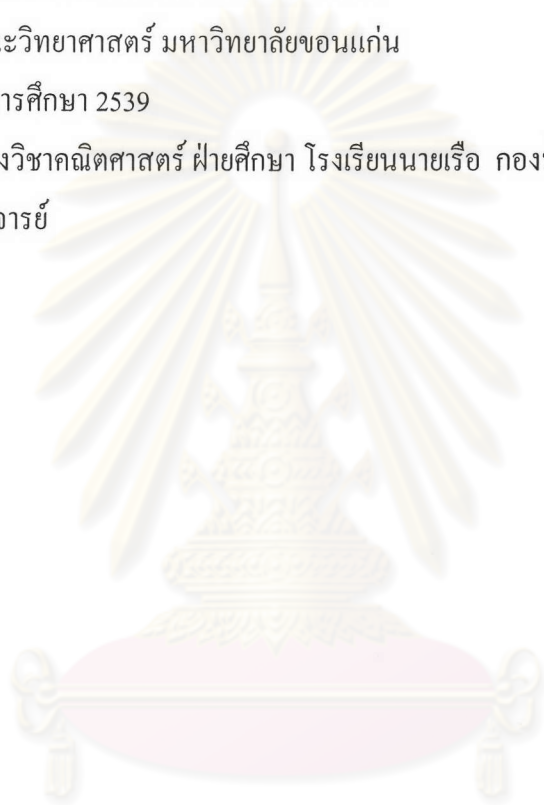 ะวิทยาศาสตร์ มหาวิทยาลัยขอนแก่น
ารศึกษา 2539
งวิชาคณิตศาสตร์ ฝ่ายศึกษา โรงเรียนนายเรือ กอง
จารย์